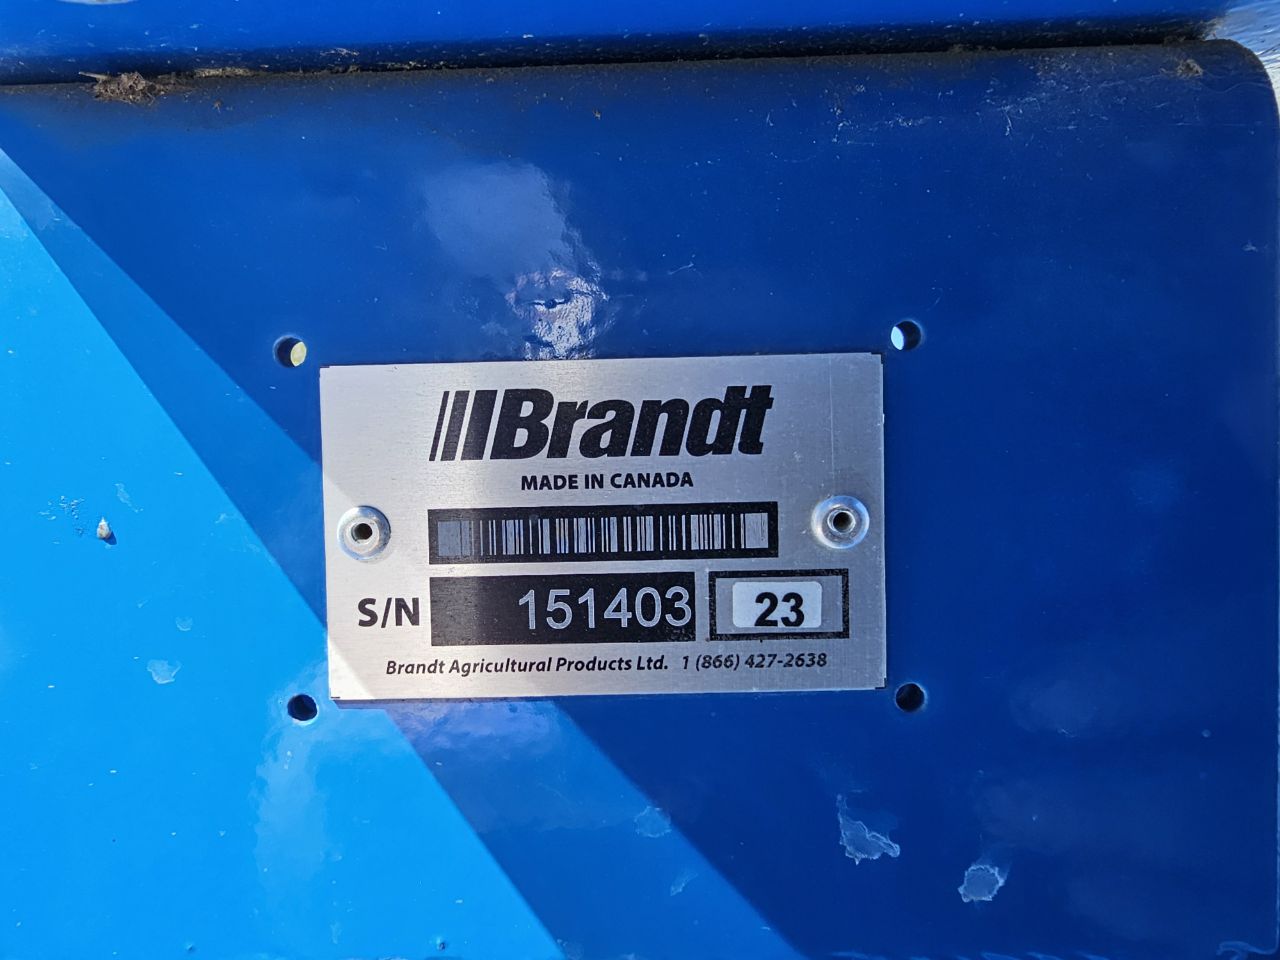 Brandt
MADE IN CANADA
S/N 151403 23
Brandt Agricultural Products Ltd. 1 (866) 427-2638